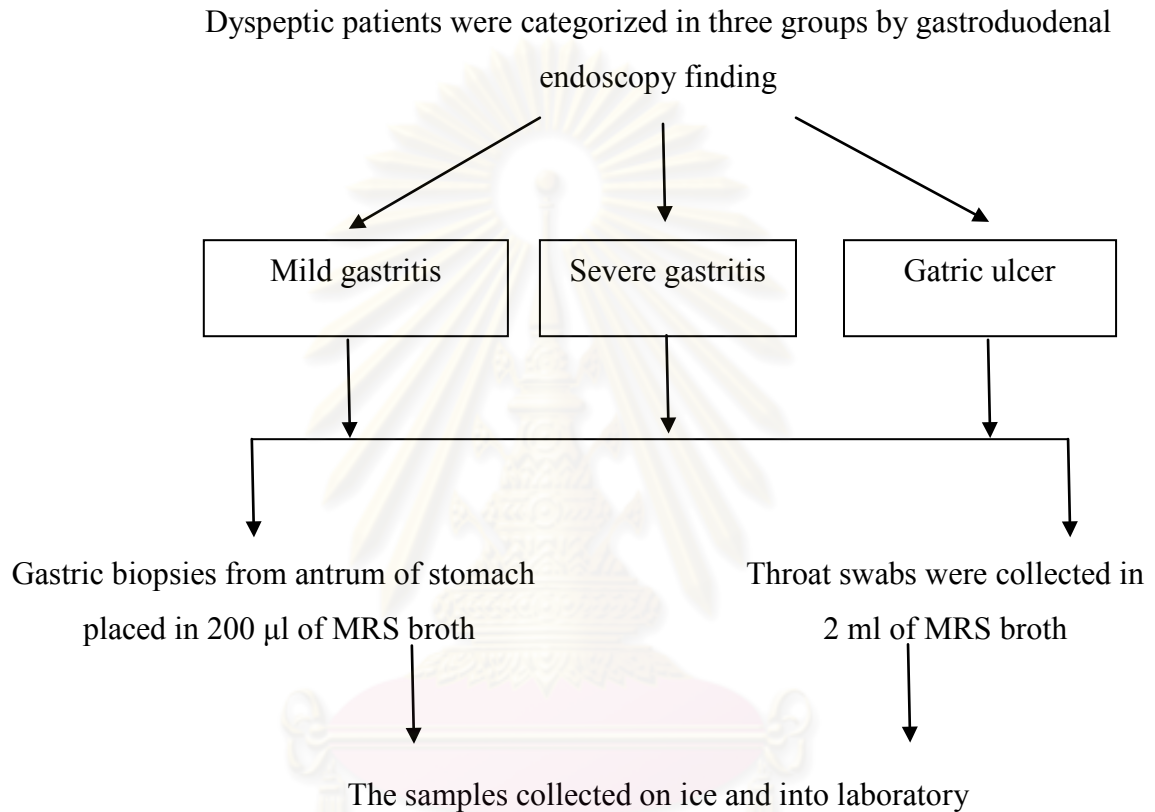 Dyspeptic patients were categorized in three groups by gastroduodenal
endoscopy finding
Mild gastritis
Severe gastritis
Gatric ulcer
Gastric biopsies from antrum of stomach
placed in 200 μl of MRS broth
Throat swabs were collected in
2 ml of MRS broth
The samples collected on ice and into laboratory